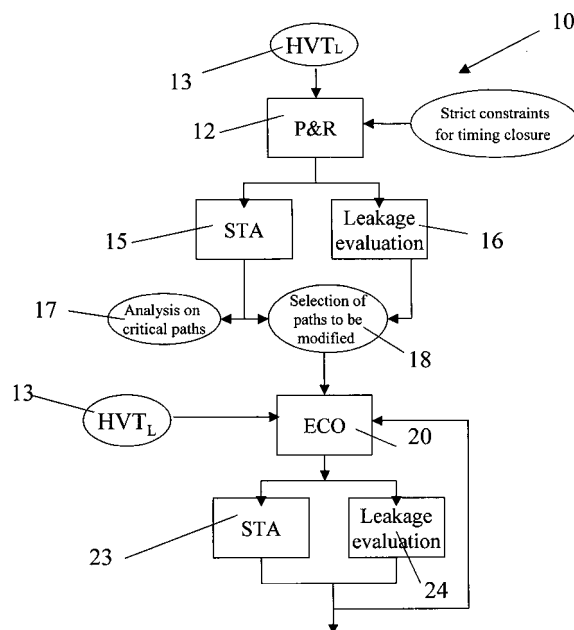 10
HVTL
13
12
P&R
Strict constraints
for timing closure
15
STA
Leakage
evaluation
16
17
Analysis on
critical paths
Selection of
paths to be
modified
18
13
HVTL
ECO
20
23
STA
Leakage
evaluation
24